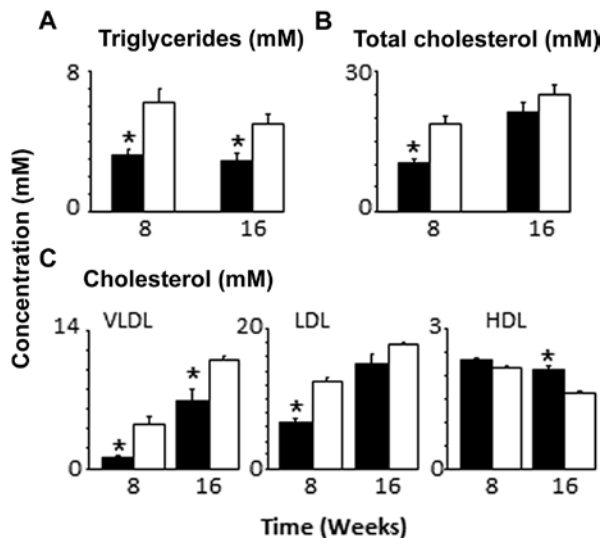 A Triglycerides (mM)
B Total cholesterol (mM)
8
* *
0
8 16
30
*
0
8 16
Concentration (mM)
C Cholesterol (mM)
VLDL
14
* *
0
8 16
LDL
20
*
0
8 16
HDL
3
*
0
8 16
Time (Weeks)